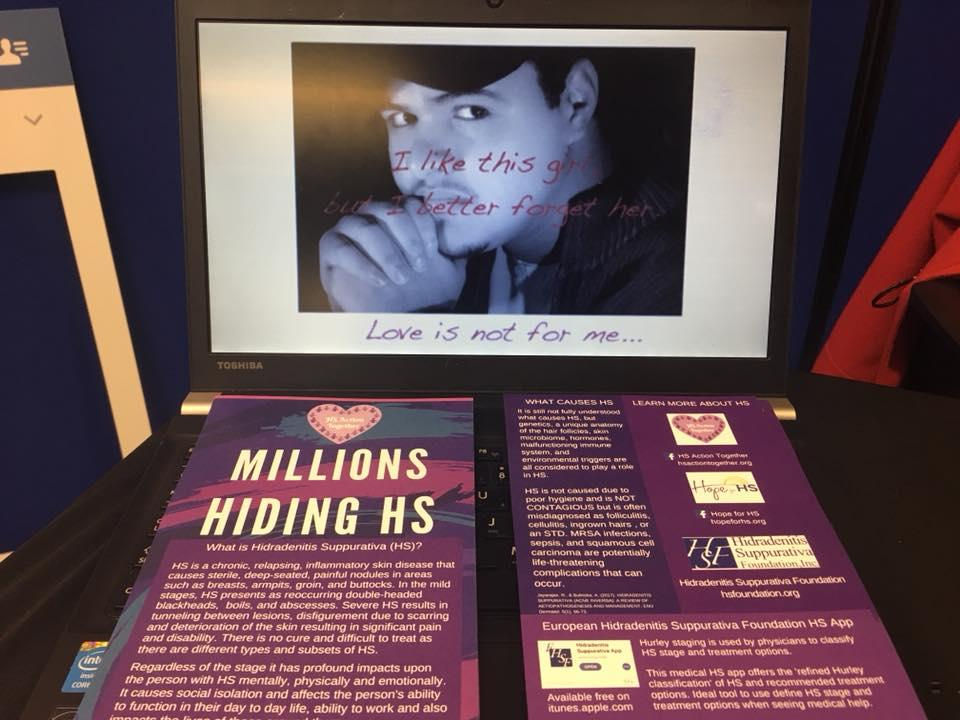 I like this girl,
but I better forget her.
Love is not for me...
TOSHIBA
HS Action
Together
MILLIONS
HIDING HS
What is Hidradenitis Suppurativa (HS)?
HS is a chronic, relapsing, inflammatory skin disease that
causes sterile, deep-seated, painful nodules in areas
such as breasts, armpits, groin, and buttocks. In the mild
stages, HS presents as reoccurring double-headed
blackheads, boils, and abscesses. Severe HS results in
tunneling between lesions, disfigurement due to scarring
and deterioration of the skin resulting in significant pain
and disability. There is no cure and difficult to treat as
there are different types and subsets of HS.
Regardless of the stage it has profound impacts upon
the person with HS mentally, physically and emotionally.
It causes social isolation and affects the person's ability
to function in their day to day life, ability to work and also
impacts the lives of those
WHAT CAUSES HS
It is still not fully understood
what causes HS, but
genetics, a unique anatomy
of the hair follicles, skin
microbiome, hormones,
malfunctioning immune
system, and
environmental triggers are
all considered to play a role
in HS.
HS is not caused due to
poor hygiene and is NOT
CONTAGIOUS but is often
misdiagnosed as folliculitis,
cellulitis, ingrown hairs , or
an STD. MRSA infections,
sepsis, and squamous cell
carcinoma are potentially
life-threatening
complications that can
occur.
SUPPURATIVA (ACNE INVERSA): A REVIEW OF
AETIOPATHOGENESIS AND MANAGEMENT.
LEARN MORE ABOUT HS
HS Action
Together
HS Action Together
hsactiontogether.org
Hope for HS
Hope for HS
hopeforhs.org
HSF Hidradenitis
Suppurativa
Foundation, Inc
Hidradenitis Suppurativa Foundation
hsfoundation.org
European Hidradenitis Suppurativa Foundation HS App
Hidradenitis
Suppurativa App
OPEN
Available free on
itunes.apple.com
Hurley staging is used by physicians to classify
HS stage and treatment options.
This medical HS app offers the 'refined Hurley
classification' of HS and a recommended treatment
options. Ideal tool to use define HS stage and
treatment options when seeing medical help.
intel
CORE